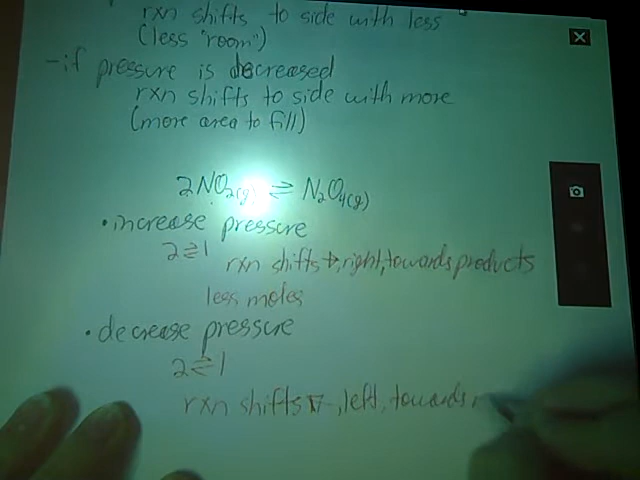 rxn shifts to side with less
(less "room")
-if pressure is decreased
rxn shifts to side with more
(more area to fill)
2NO₂(g) ⇌ N₂O₄(g)
•increase pressure
2⇌1
rxn shifts →, right, towards products
less moles
•decrease pressure
2⇌1
rxn shifts ←, left, towards